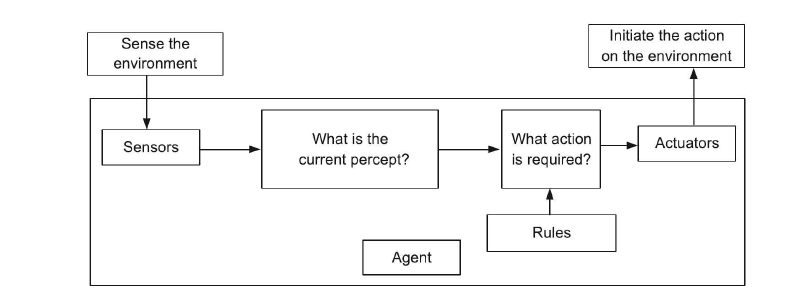 Sense the
environment
Initiate the action
on the environment
Sensors
What is the
current percept?
What action
is required?
Actuators
Rules
Agent